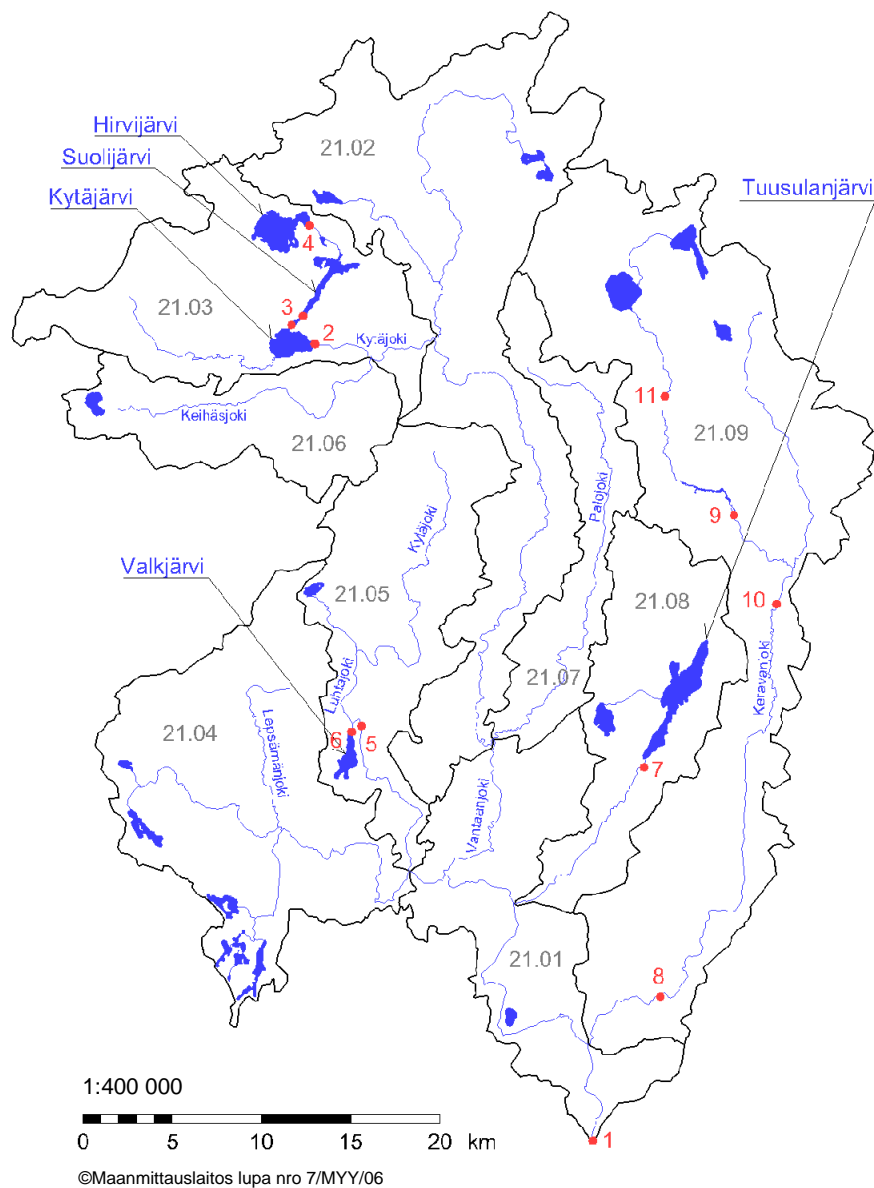 Hirvijärvi
Suolijärvi
Kytäjärvi
21.02
Tuusulanjärvi
4
21.03
3
2
Kytäjoki
11
Keihäsjoki
21.06
21.09
Kytäjoki
Palojoki
9
Valkjärvi
21.05
21.08
10
Luhtajoki
21.07
Keravanjoki
21.04
Lepsämänjoki
6
5
7
Vantaanjoki
21.01
8
1:400 000
0 5 10 15 20 km
1
©Maanmittauslaitos lupa nro 7/MYY/06